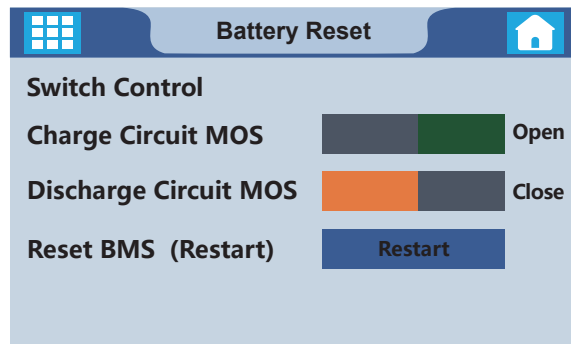 Battery Reset
Switch Control
Charge Circuit MOS Open
Discharge Circuit MOS Close
Reset BMS (Restart) Restart